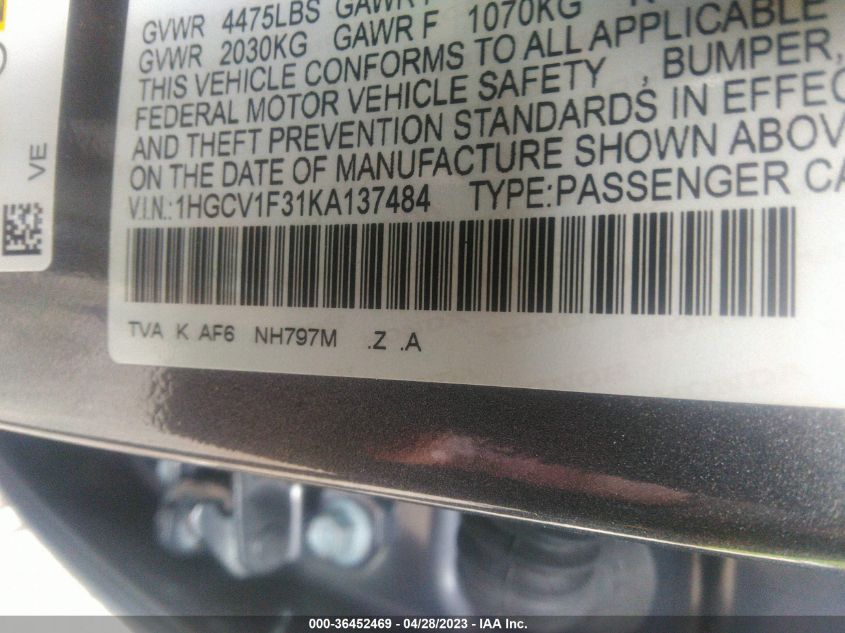 GVWR 4475LBS GAWR
GVWR 2030KG GAWR F 1070KG
THIS VEHICLE CONFORMS TO ALL APPLICABLE
FEDERAL MOTOR VEHICLE SAFETY , BUMPER,
AND THEFT PREVENTION STANDARDS IN EFFEC
ON THE DATE OF MANUFACTURE SHOWN ABOV
V.I.N.:1HGCV1F31KA137484 TYPE:PASSENGER CA
TVA K AF6 NH797M .Z .A
VE
000-36452469 / 04/28/2023 - IAA Inc.